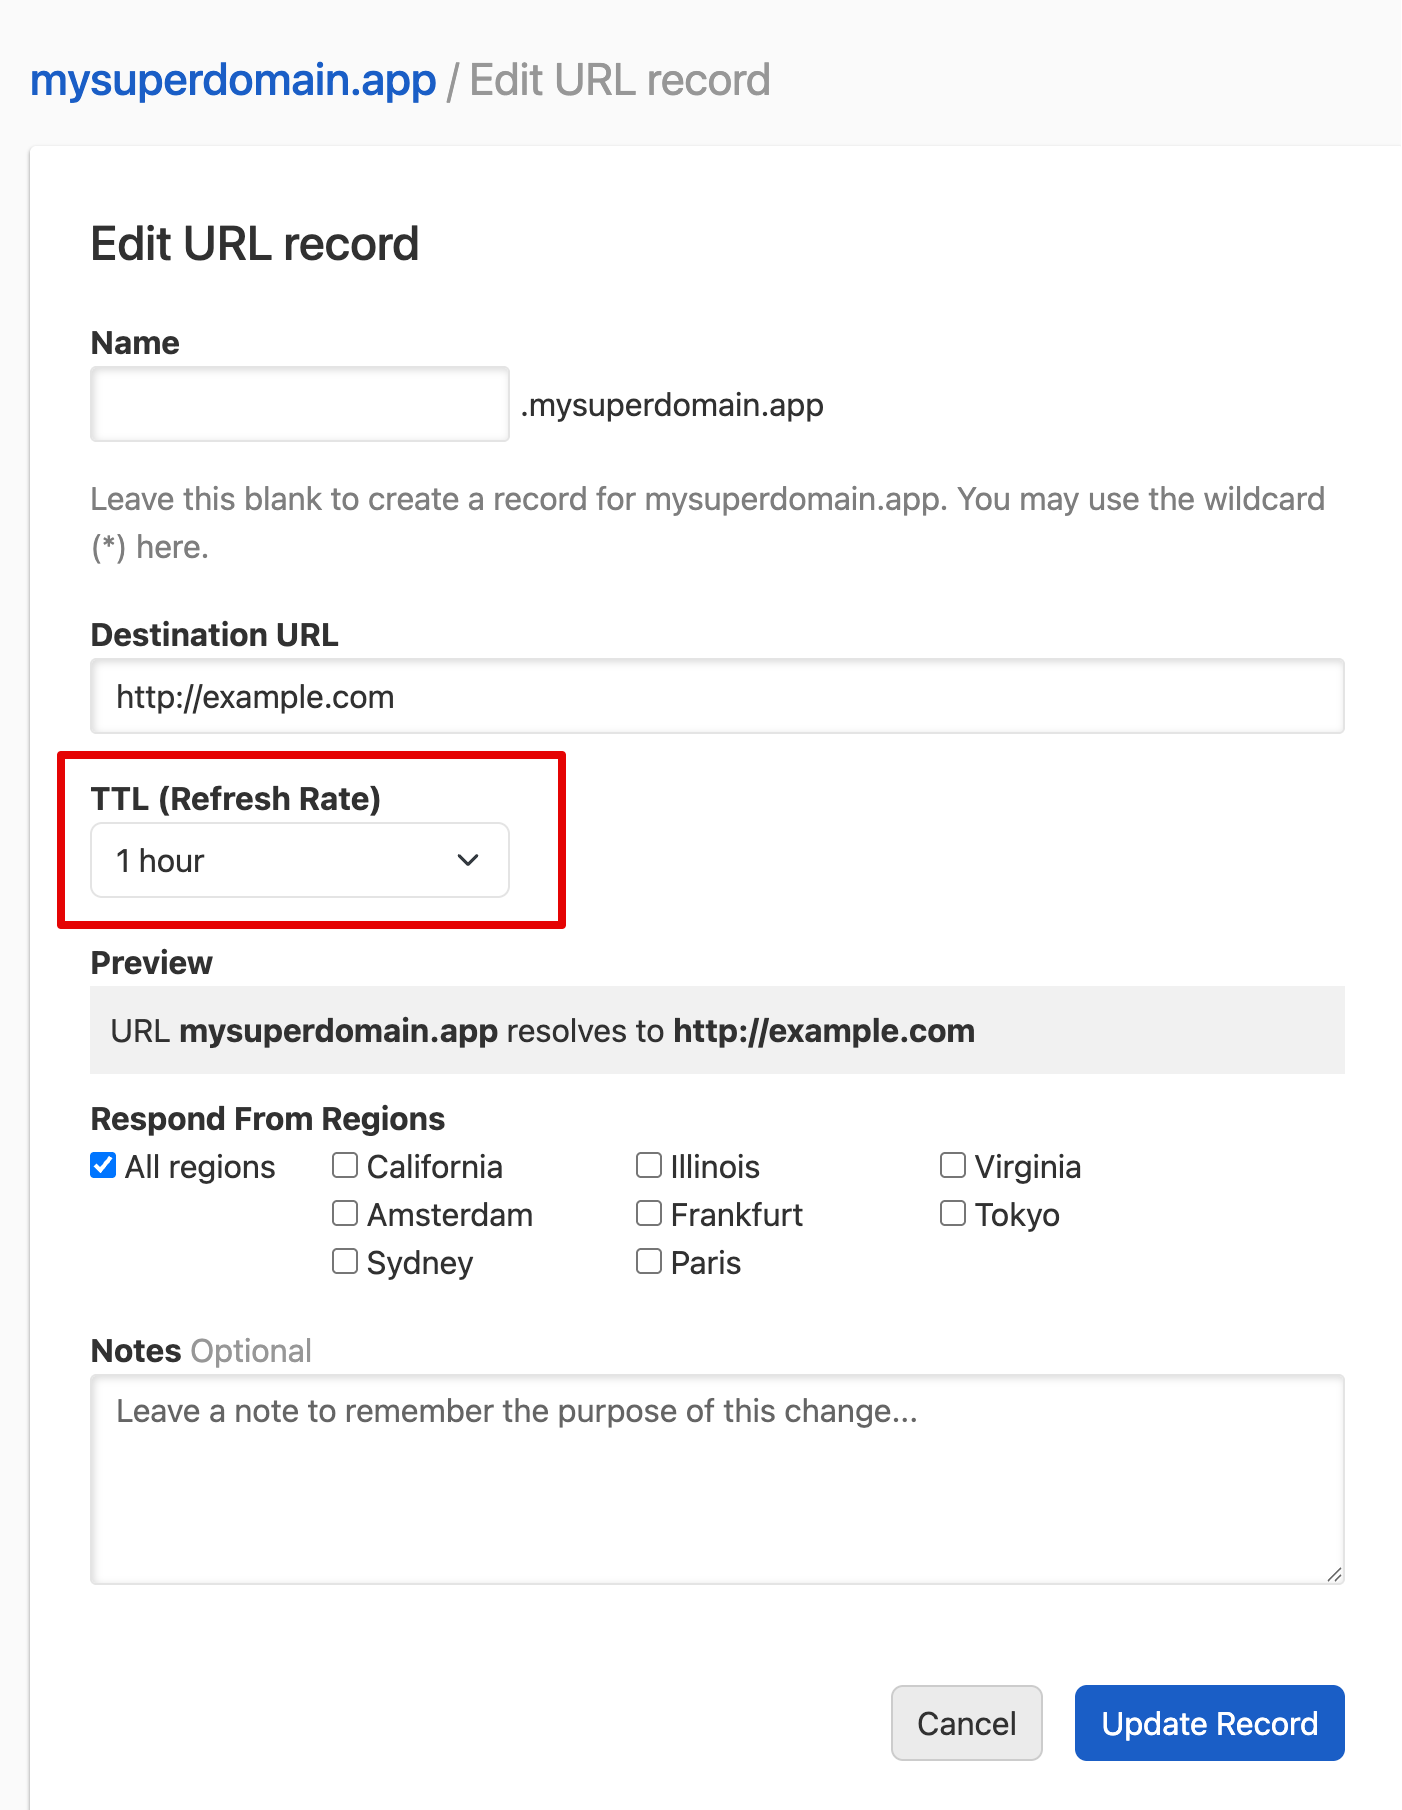 mysuperdomain.app / Edit URL record
Edit URL record
Name
.mysuperdomain.app
Leave this blank to create a record for mysuperdomain.app. You may use the wildcard
(*) here.
Destination URL
http://example.com
TTL (Refresh Rate)
1 hour
Preview
URL mysuperdomain.app resolves to http://example.com
Respond From Regions
All regions California Illinois Virginia
Amsterdam Frankfurt Tokyo
Sydney Paris
Notes Optional
Leave a note to remember the purpose of this change...
Cancel Update Record